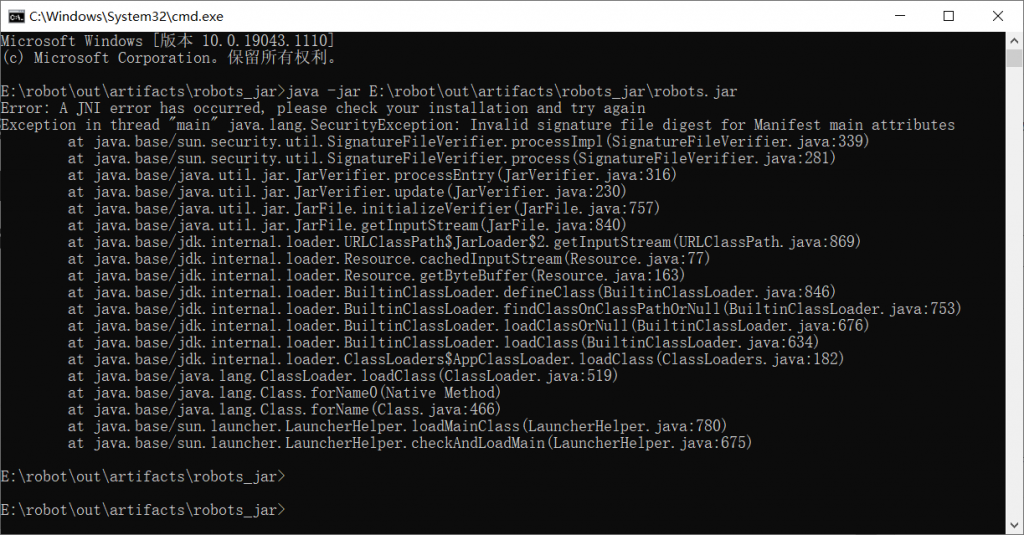 C:\Windows\System32\cmd.exe
Microsoft Windows [版本 10.0.19043.1110]
(c) Microsoft Corporation。保留所有权利。
E:\robot\out\artifacts\robots_jar>java -jar E:\robot\out\artifacts\robots_jar\robots.jar
Error: A JNI error has occurred, please check your installation and try again
Exception in thread "main" java.lang.SecurityException: Invalid signature file digest for Manifest main attributes
at java.base/sun.security.util.SignatureFileVerifier.processImpl(SignatureFileVerifier.java:339)
at java.base/sun.security.util.SignatureFileVerifier.process(SignatureFileVerifier.java:281)
at java.base/java.util.jar.JarVerifier.processEntry(JarVerifier.java:316)
at java.base/java.util.jar.JarVerifier.update(JarVerifier.java:230)
at java.base/java.util.jar.JarFile.initializeVerifier(JarFile.java:757)
at java.base/java.util.jar.JarFile.getInputStream(JarFile.java:840)
at java.base/jdk.internal.loader.URLClassPath$JarLoader$2.getInputStream(URLClassPath.java:869)
at java.base/jdk.internal.loader.Resource.cachedInputStream(Resource.java:77)
at java.base/jdk.internal.loader.Resource.getByteBuffer(Resource.java:163)
at java.base/jdk.internal.loader.BuiltinClassLoader.defineClass(BuiltinClassLoader.java:846)
at java.base/jdk.internal.loader.BuiltinClassLoader.findClassOnClassPathOrNull(BuiltinClassLoader.java:753)
at java.base/jdk.internal.loader.BuiltinClassLoader.loadClassOrNull(BuiltinClassLoader.java:676)
at java.base/jdk.internal.loader.BuiltinClassLoader.loadClass(BuiltinClassLoader.java:634)
at java.base/jdk.internal.loader.ClassLoaders$AppClassLoader.loadClass(ClassLoaders.java:182)
at java.base/java.lang.ClassLoader.loadClass(ClassLoader.java:519)
at java.base/java.lang.Class.forName0(Native Method)
at java.base/java.lang.Class.forName(Class.java:466)
at java.base/sun.launcher.LauncherHelper.loadMainClass(LauncherHelper.java:780)
at java.base/sun.launcher.LauncherHelper.checkAndLoadMain(LauncherHelper.java:675)
E:\robot\out\artifacts\robots_jar>
E:\robot\out\artifacts\robots_jar>